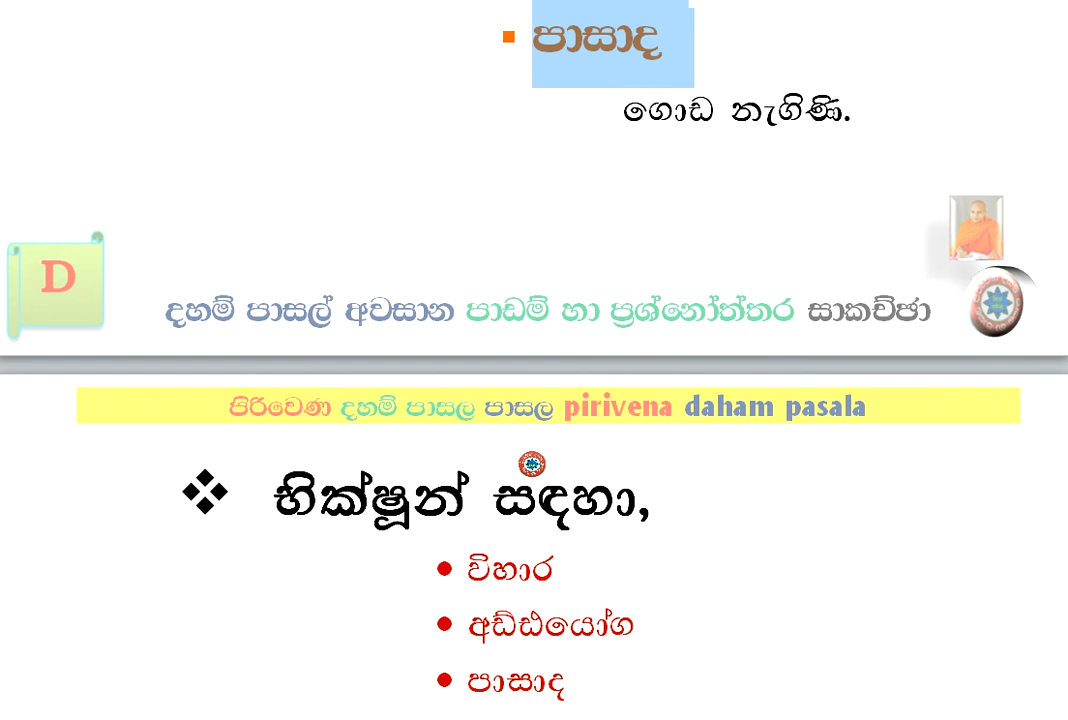 පාසාද
ගොඩ නැගිණි.
D
දහම් පාසල් අවසාන පාඩම් හා ප්‍රශ්නෝත්තර සාකච්ඡා
පිරිවෙණ දහම් පාසල පාසල pirivena daham pasala
භික්ෂූන් සඳහා,
විහාර
අඩ්ඪයෝග
පාසාද